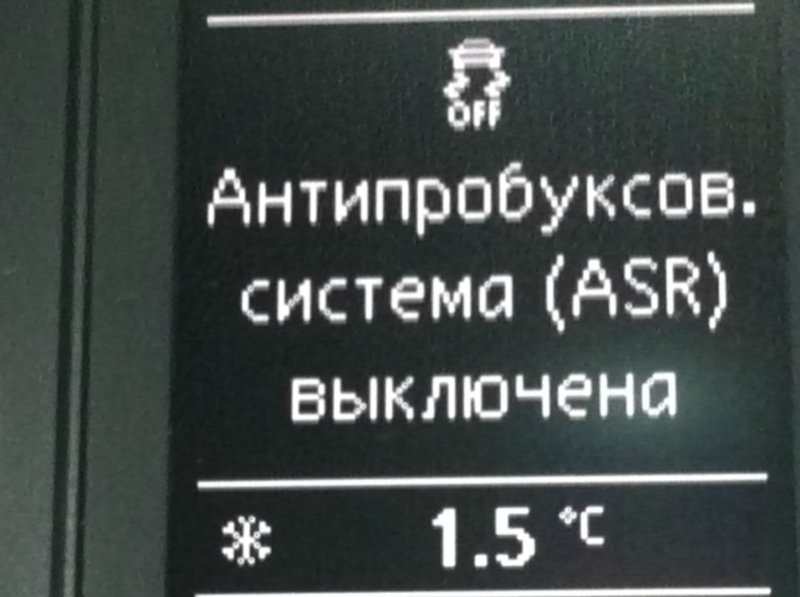 OFF
Антипробуксов.
система (ASR)
выключена
1.5 °C